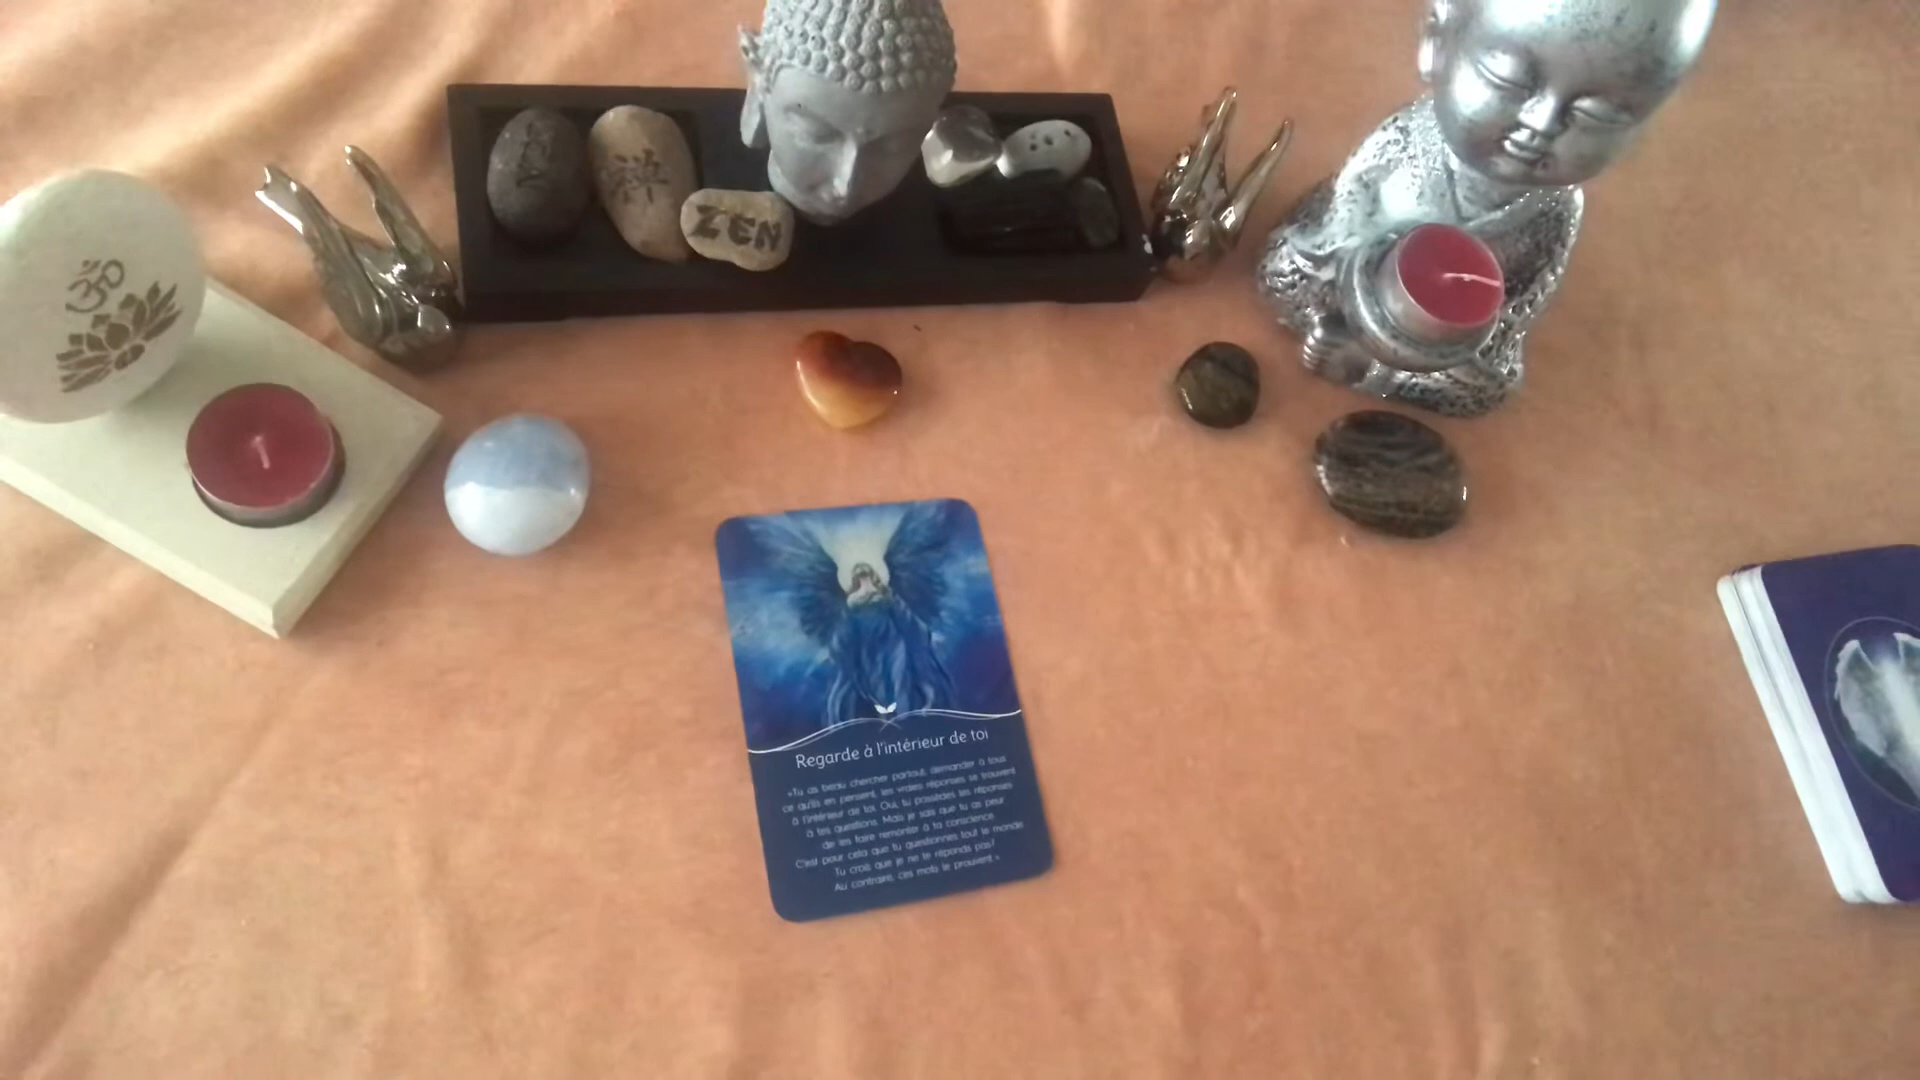 ॐ
禅
ZEN
Regarde à l'intérieur de toi
«Tu as beau chercher partout, demander à tous
ce qu'ils en pensent, les vraies réponses se trouvent
à l'intérieur de toi. Oui, tu possèdes les réponses
à tes questions. Mais je sais que tu as peur
de les faire remonter à ta conscience.
C'est pour cela que tu questionnes tout le monde.
Tu crois que je ne te réponds pas?
Au contraire, ces mots le prouvent.»